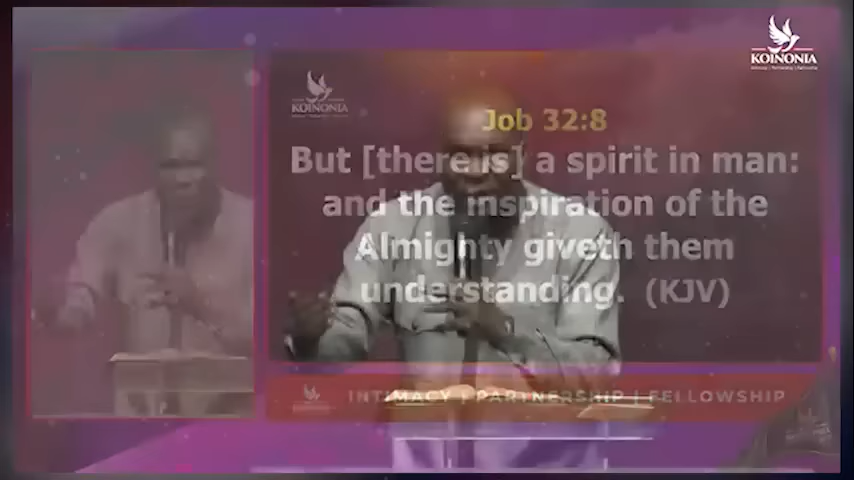 KOINONIA
KOINONIA
Job 32:8
But [there is] a spirit in man:
and the inspiration of the
Almighty giveth them
understanding. (KJV)
INTIMACY | PARTNERSHIP | FELLOWSHIP